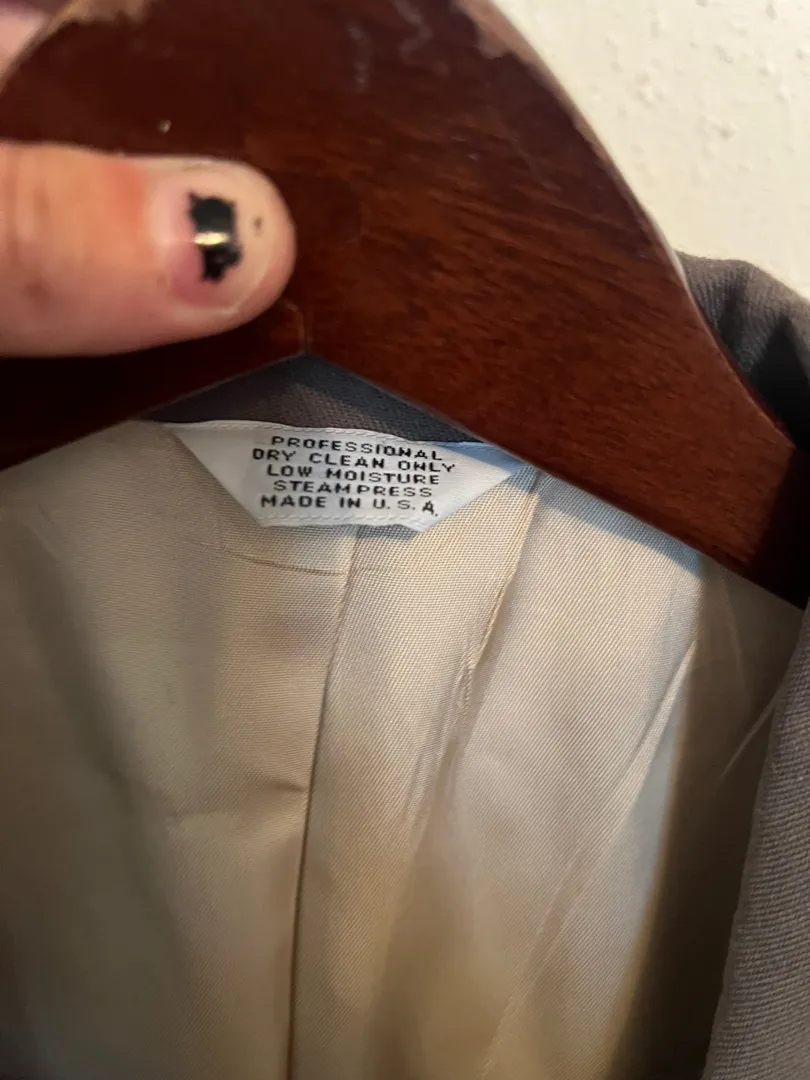 PROFESSIONAL
DRY CLEAN ONLY
LOW MOISTURE
STEAM PRESS
MADE IN U.S.A.